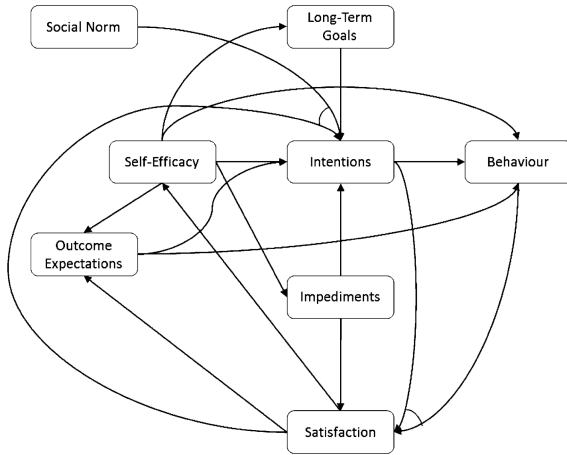 Social Norm
Long-Term
Goals
Self-Efficacy
Intentions
Behaviour
Outcome
Expectations
Impediments
Satisfaction